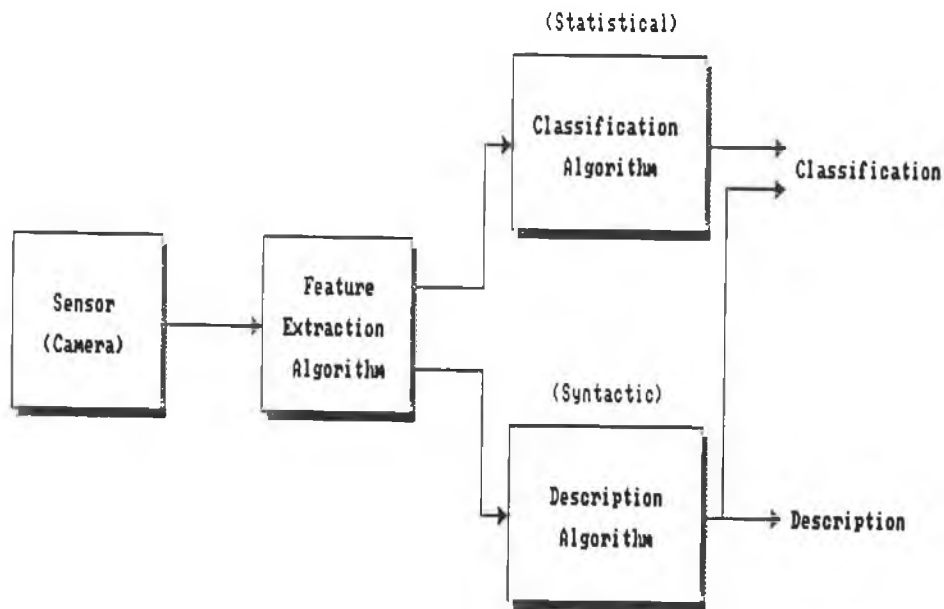 (Statistical)
Classification
Algorithm
Classification
Sensor
(Camera)
Feature
Extraction
Algorithm
(Syntactic)
Description
Algorithm
Description